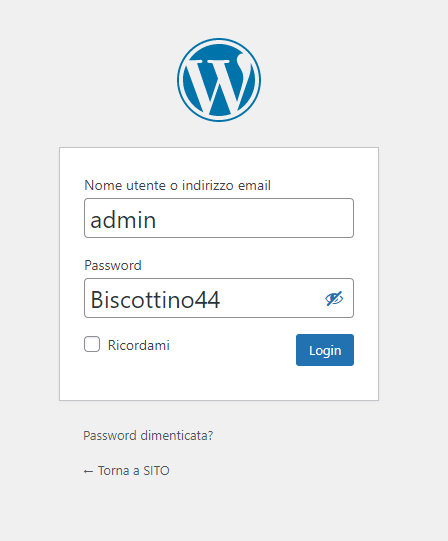 Nome utente o indirizzo email
admin
Password
Biscottino44
Ricordami
Login
Password dimenticata?
← Torna a SITO